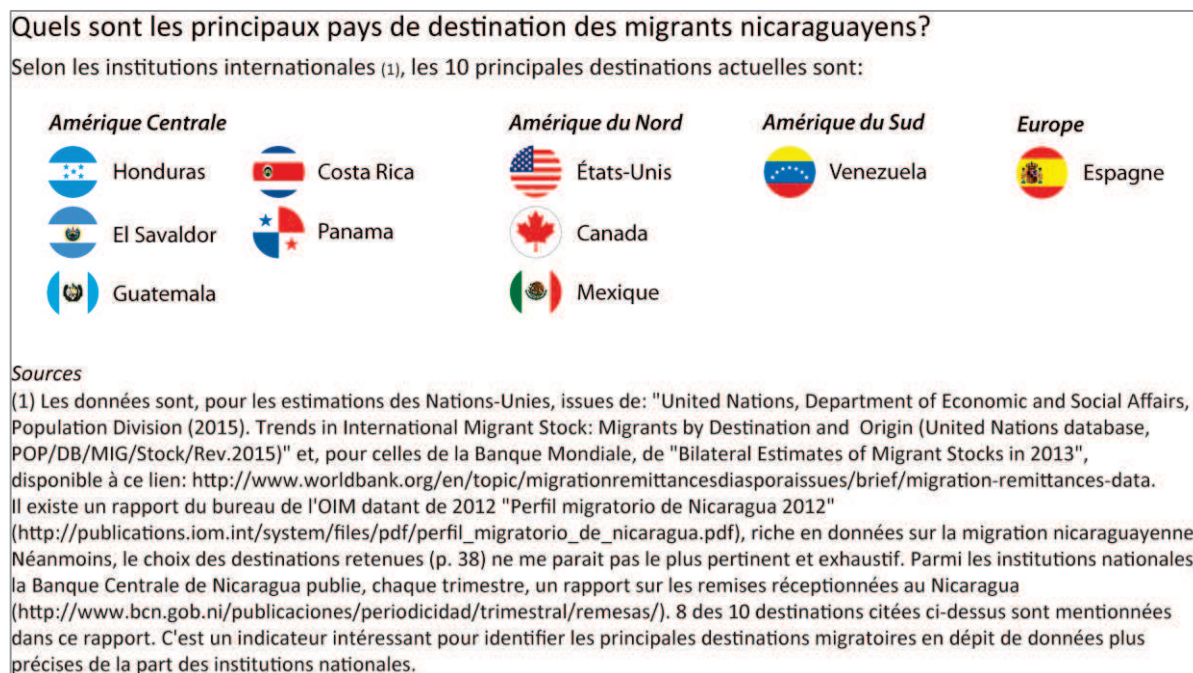 Quels sont les principaux pays de destination des migrants nicaraguayens?
Selon les institutions internationales (1), les 10 principales destinations actuelles sont:
Amérique Centrale
Honduras
Costa Rica
El Savaldor
Panama
Guatemala
Amérique du Nord
États-Unis
Canada
Mexique
Amérique du Sud
Venezuela
Europe
Espagne
Sources
(1) Les données sont, pour les estimations des Nations-Unies, issues de: "United Nations, Department of Economic and Social Affairs,
Population Division (2015). Trends in International Migrant Stock: Migrants by Destination and Origin (United Nations database,
POP/DB/MIG/Stock/Rev.2015)" et, pour celles de la Banque Mondiale, de "Bilateral Estimates of Migrant Stocks in 2013",
disponible à ce lien: http://www.worldbank.org/en/topic/migrationremittancesdiasporaissues/brief/migration-remittances-data.
Il existe un rapport du bureau de l'OIM datant de 2012 "Perfil migratorio de Nicaragua 2012"
(http://publications.iom.int/system/files/pdf/perfil_migratorio_de_nicaragua.pdf), riche en données sur la migration nicaraguayenne
Néanmoins, le choix des destinations retenues (p. 38) ne me parait pas le plus pertinent et exhaustif. Parmi les institutions nationales
la Banque Centrale de Nicaragua publie, chaque trimestre, un rapport sur les remises réceptionnées au Nicaragua
(http://www.bcn.gob.ni/publicaciones/periodicidad/trimestral/remesas/). 8 des 10 destinations citées ci-dessus sont mentionnées
dans ce rapport. C'est un indicateur intéressant pour identifier les principales destinations migratoires en dépit de données plus
précises de la part des institutions nationales.